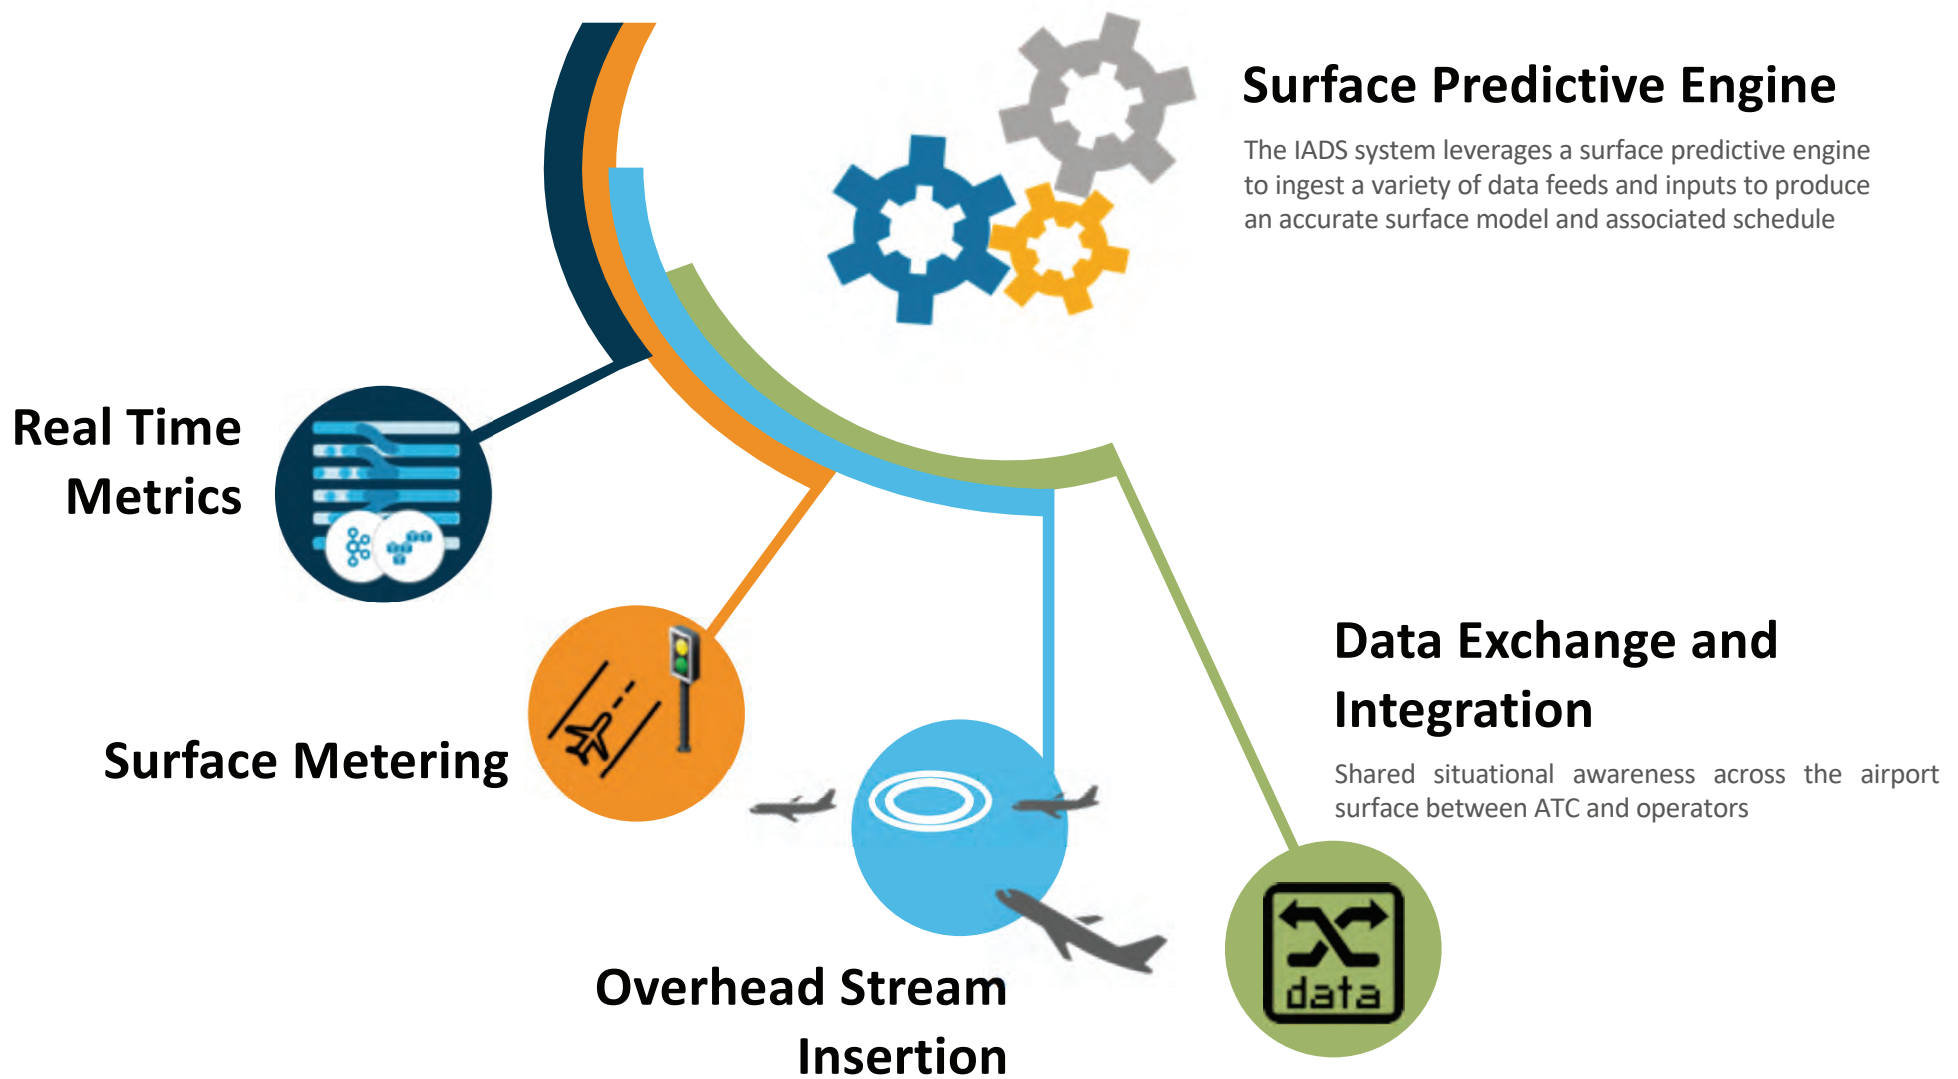 Surface Predictive Engine
The IADS system leverages a surface predictive engine
to ingest a variety of data feeds and inputs to produce
an accurate surface model and associated schedule
Real Time
Metrics
Surface Metering
Overhead Stream
Insertion
Data Exchange and
Integration
Shared situational awareness across the airport
surface between ATC and operators
data